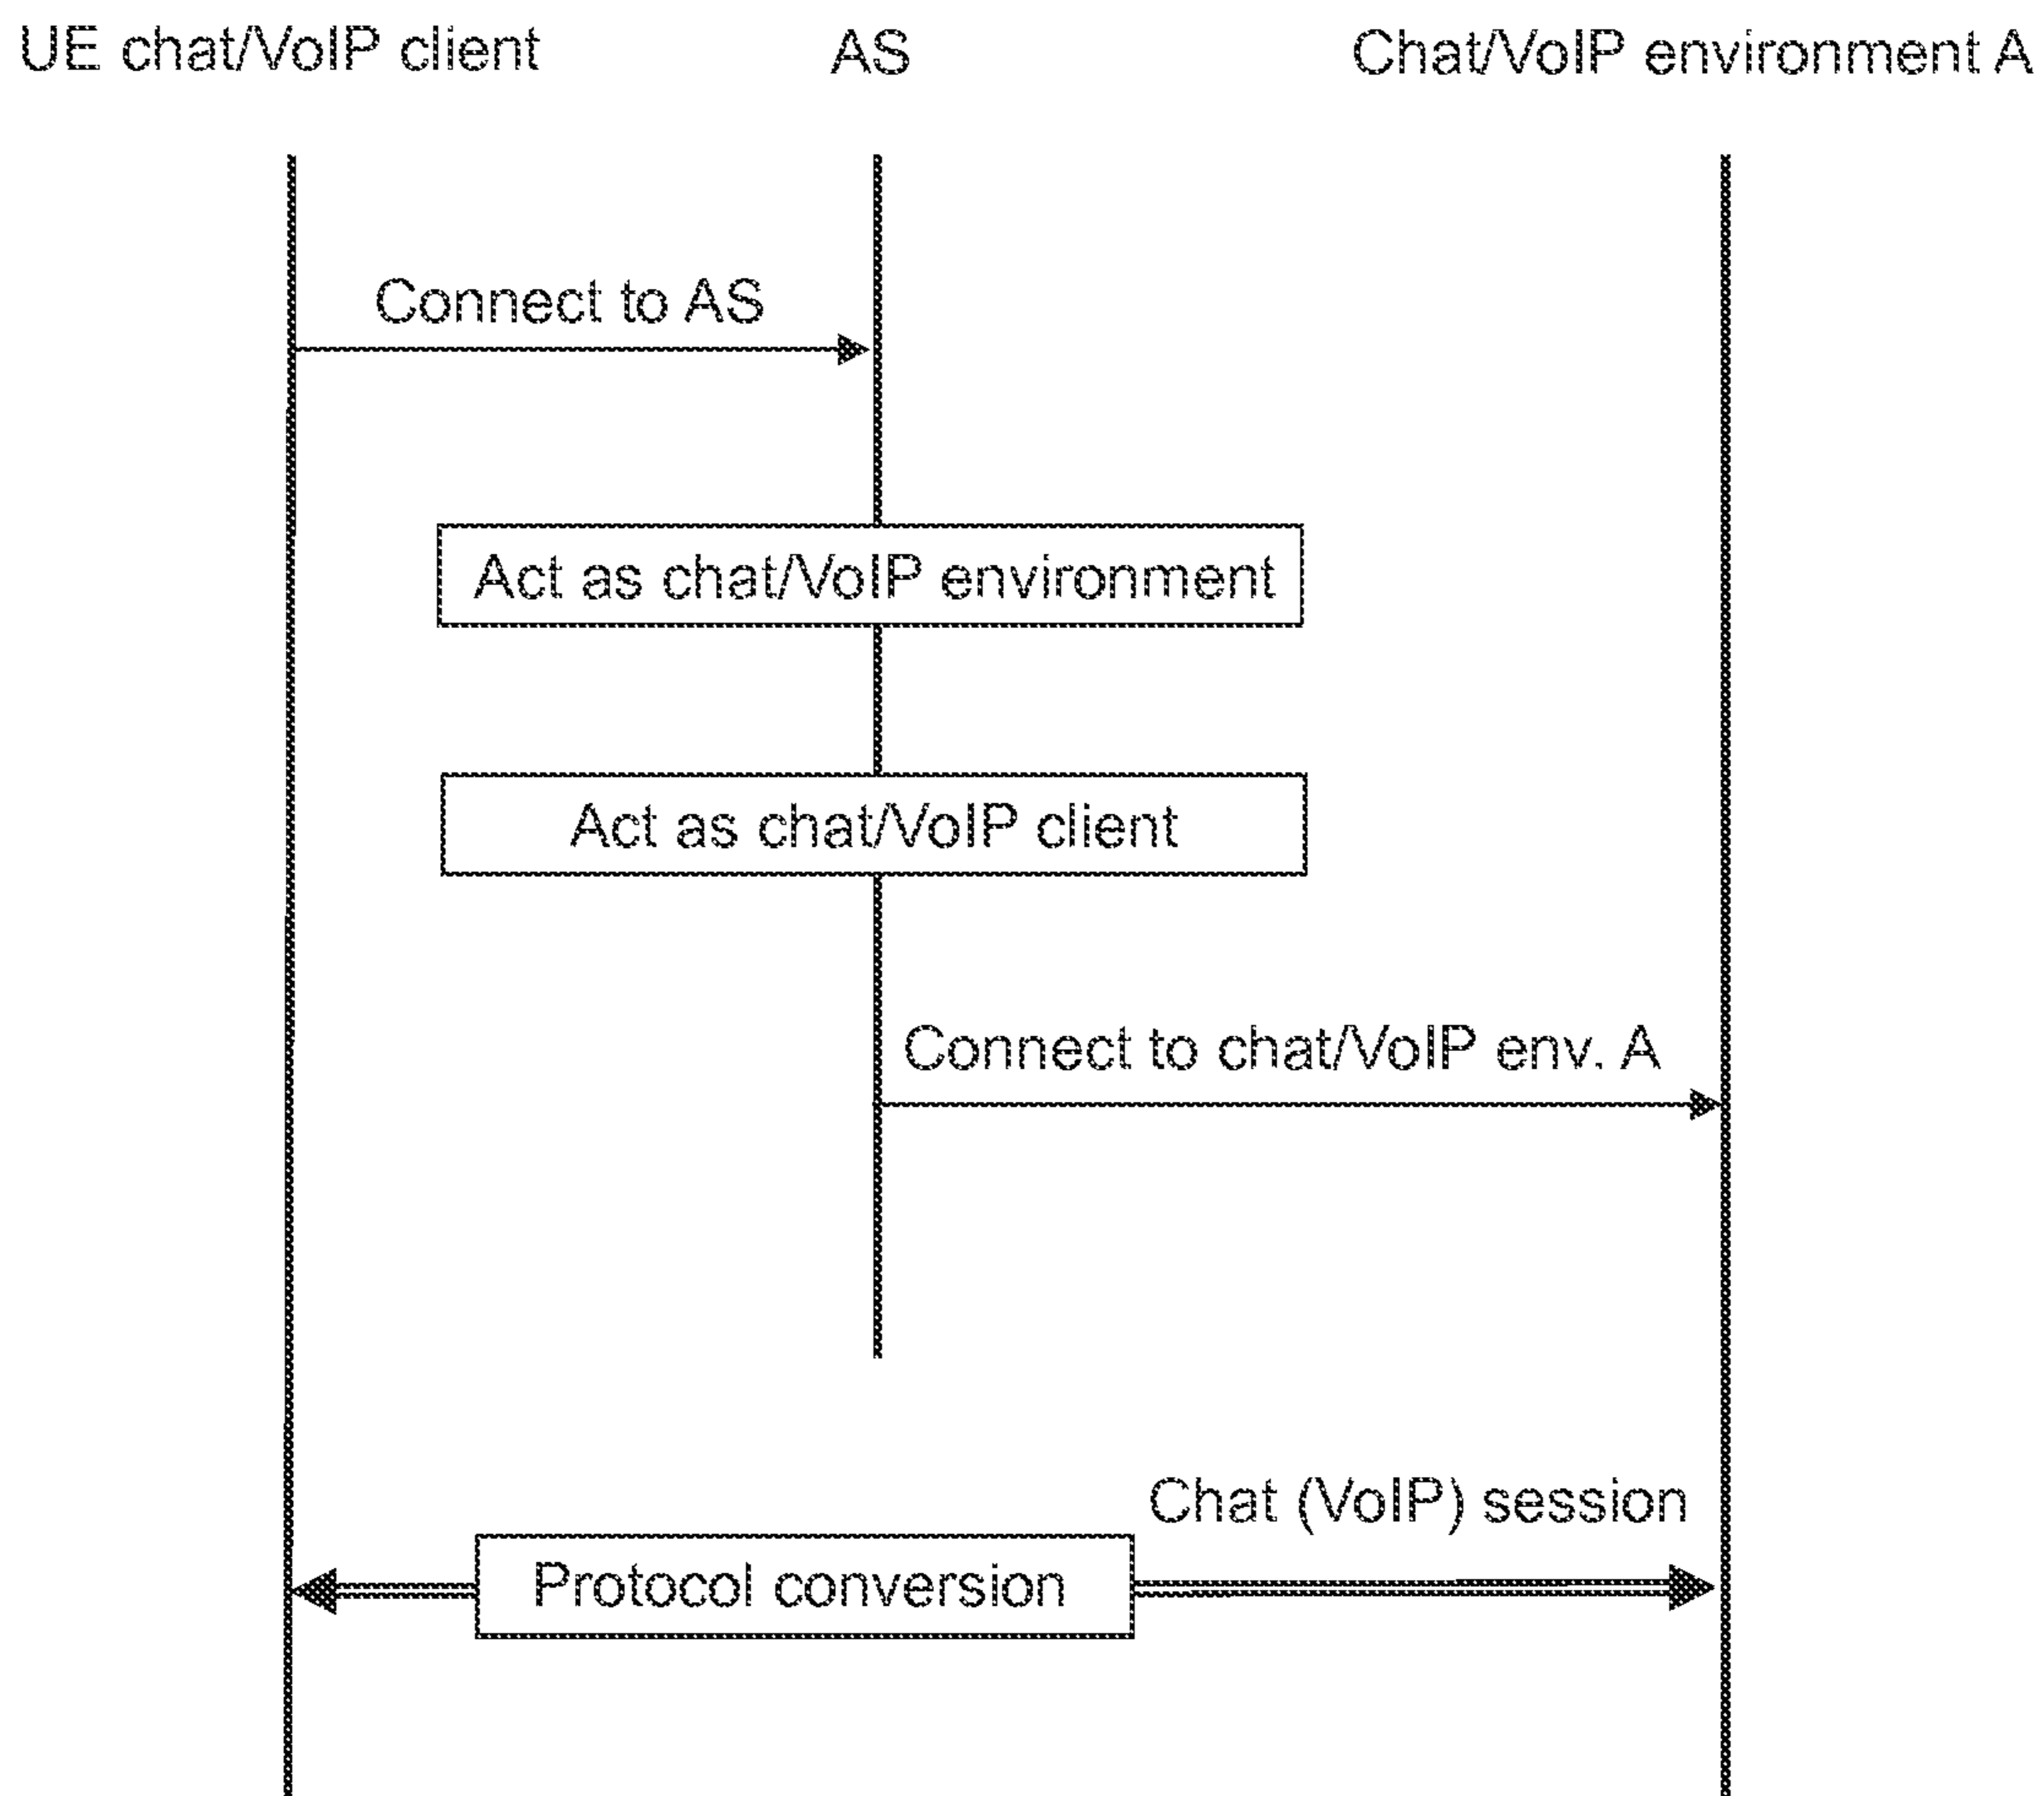 UE chat/VoIP client
AS
Chat/VoIP environment A
Connect to AS
Act as chat/VoIP environment
Act as chat/VoIP client
Connect to chat/VoIP env. A
Chat (VoIP) session
Protocol conversion